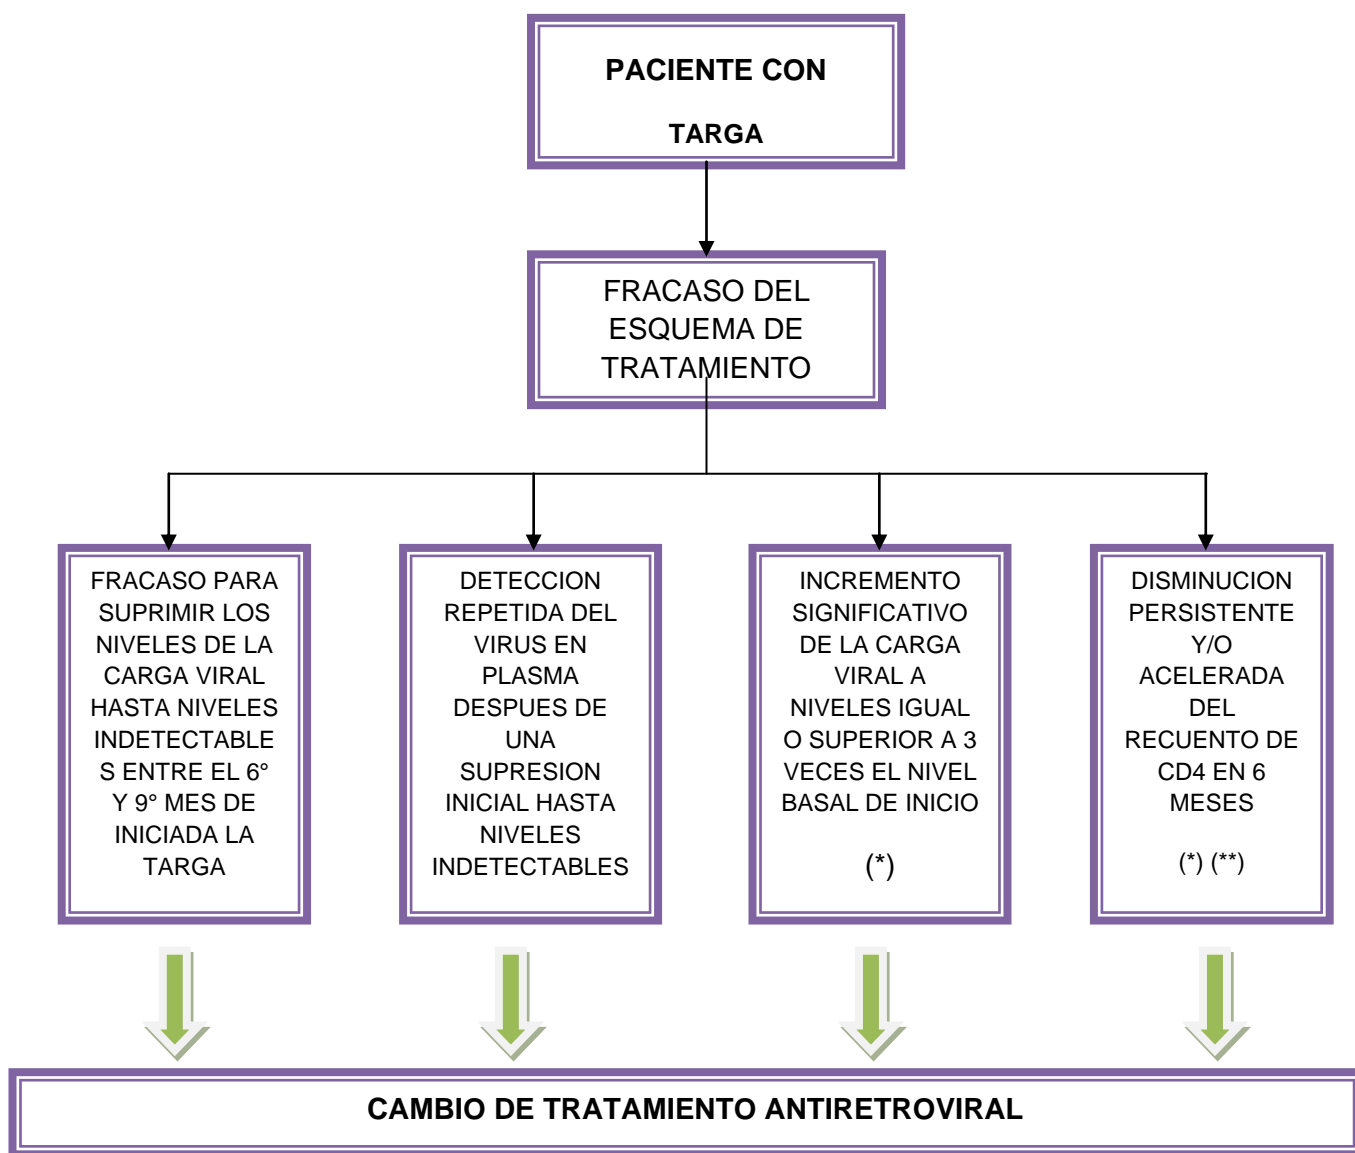 PACIENTE CON
TARGA
FRACASO DEL
ESQUEMA DE
TRATAMIENTO
FRACASO PARA
SUPRIMIR LOS
NIVELES DE LA
CARGA VIRAL
HASTA NIVELES
INDETECTABLE
S ENTRE EL 6°
Y 9° MES DE
INICIADA LA
TARGA
DETECCION
REPETIDA DEL
VIRUS EN
PLASMA
DESPUES DE
UNA
SUPRESION
INICIAL HASTA
NIVELES
INDETECTABLES
INCREMENTO
SIGNIFICATIVO
DE LA CARGA
VIRAL A
NIVELES IGUAL
O SUPERIOR A 3
VECES EL NIVEL
BASAL DE INICIO
(*)
DISMINUCION
PERSISTENTE
Y/O
ACELERADA
DEL
RECUENTO DE
CD4 EN 6
MESES
(*) (**)
CAMBIO DE TRATAMIENTO ANTIRETROVIRAL